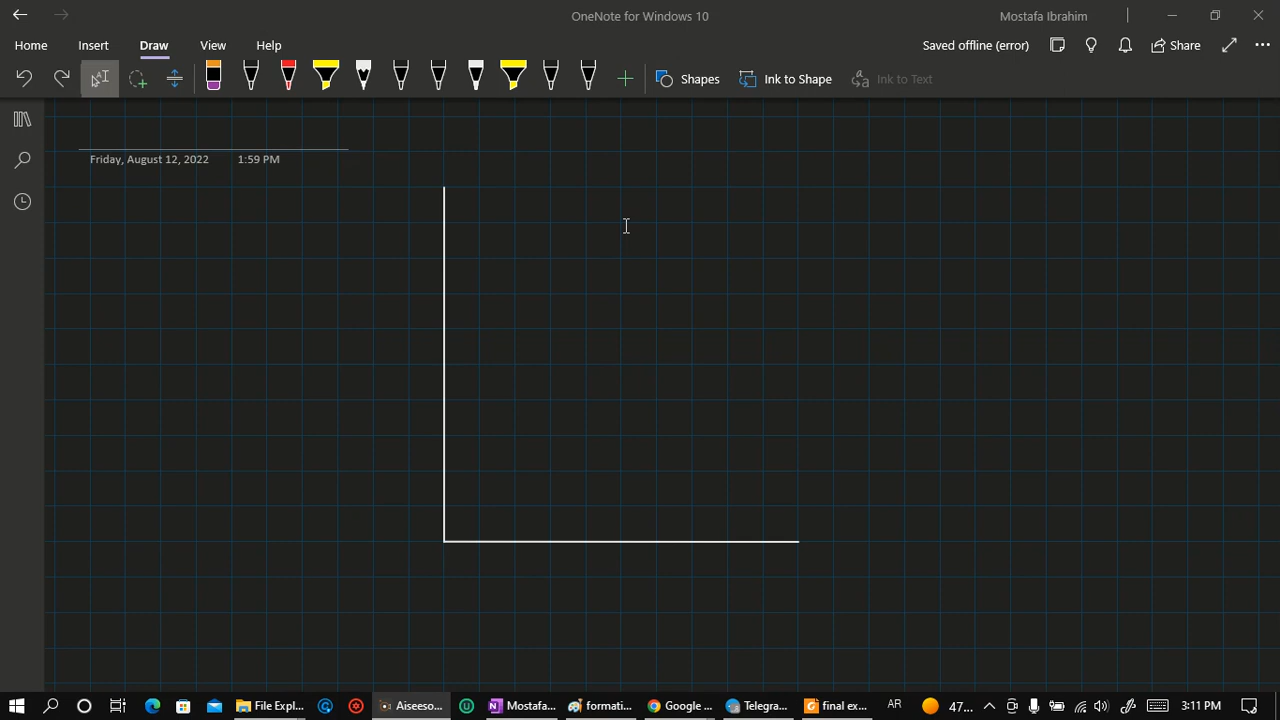 OneNote for Windows 10
Mostafa Ibrahim
Home
Insert
Draw
View
Help
Saved offline (error)
Share
Shapes
Ink to Shape
Ink to Text
Friday, August 12, 2022
1:59 PM
File Expl...
Aiseeso...
Mostaf...
formati...
Google ...
Telegra...
final ex...
AR
47...
3:11 PM